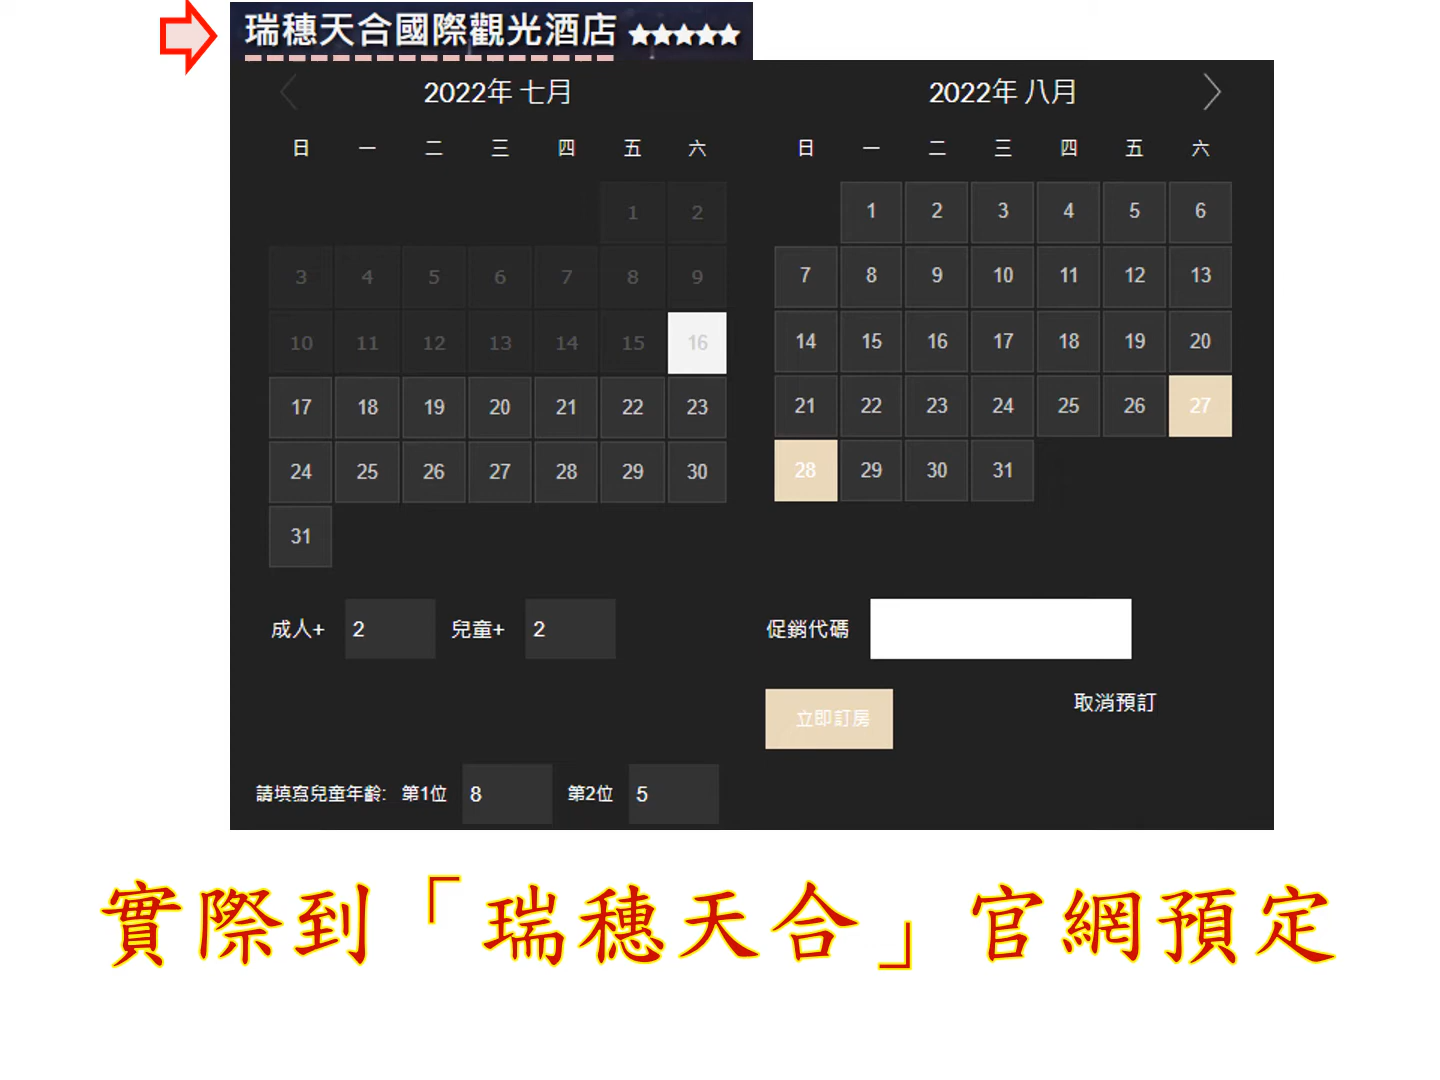 瑞穗天合國際觀光酒店 ★★★★★
2022年 七月
日 一 二 三 四 五 六
1 2
3 4 5 6 7 8 9
10 11 12 13 14 15 16
17 18 19 20 21 22 23
24 25 26 27 28 29 30
31
2022年 八月
日 一 二 三 四 五 六
1 2 3 4 5 6
7 8 9 10 11 12 13
14 15 16 17 18 19 20
21 22 23 24 25 26 27
28 29 30 31
成人+ 2 兒童+ 2
促銷代碼
立即訂房 取消預訂
請填寫兒童年齡: 第1位 8 第2位 5
實際到「瑞穗天合」官網預定